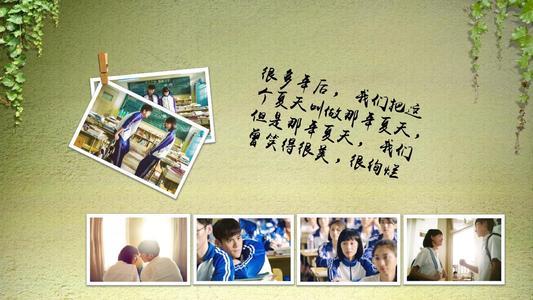 很多年后，我们把这
个夏天叫做那年夏天，
但是那年夏天，我们
曾笑得很美，很绚烂